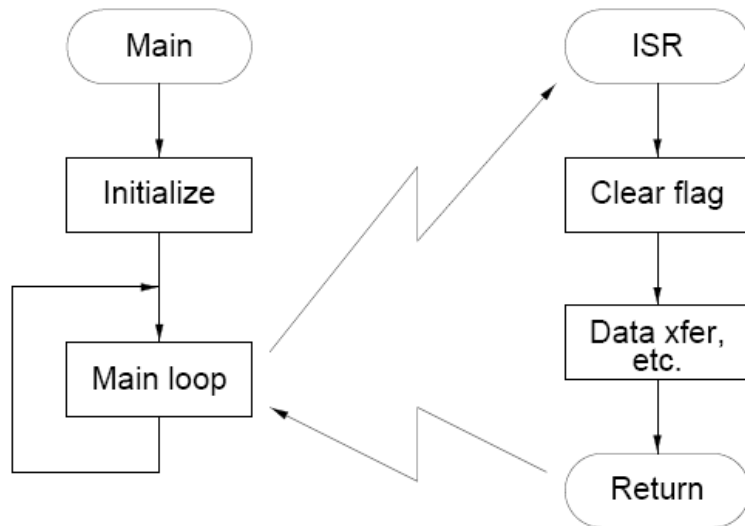 Main
Initialize
Main loop
ISR
Clear flag
Data xfer,
etc.
Return